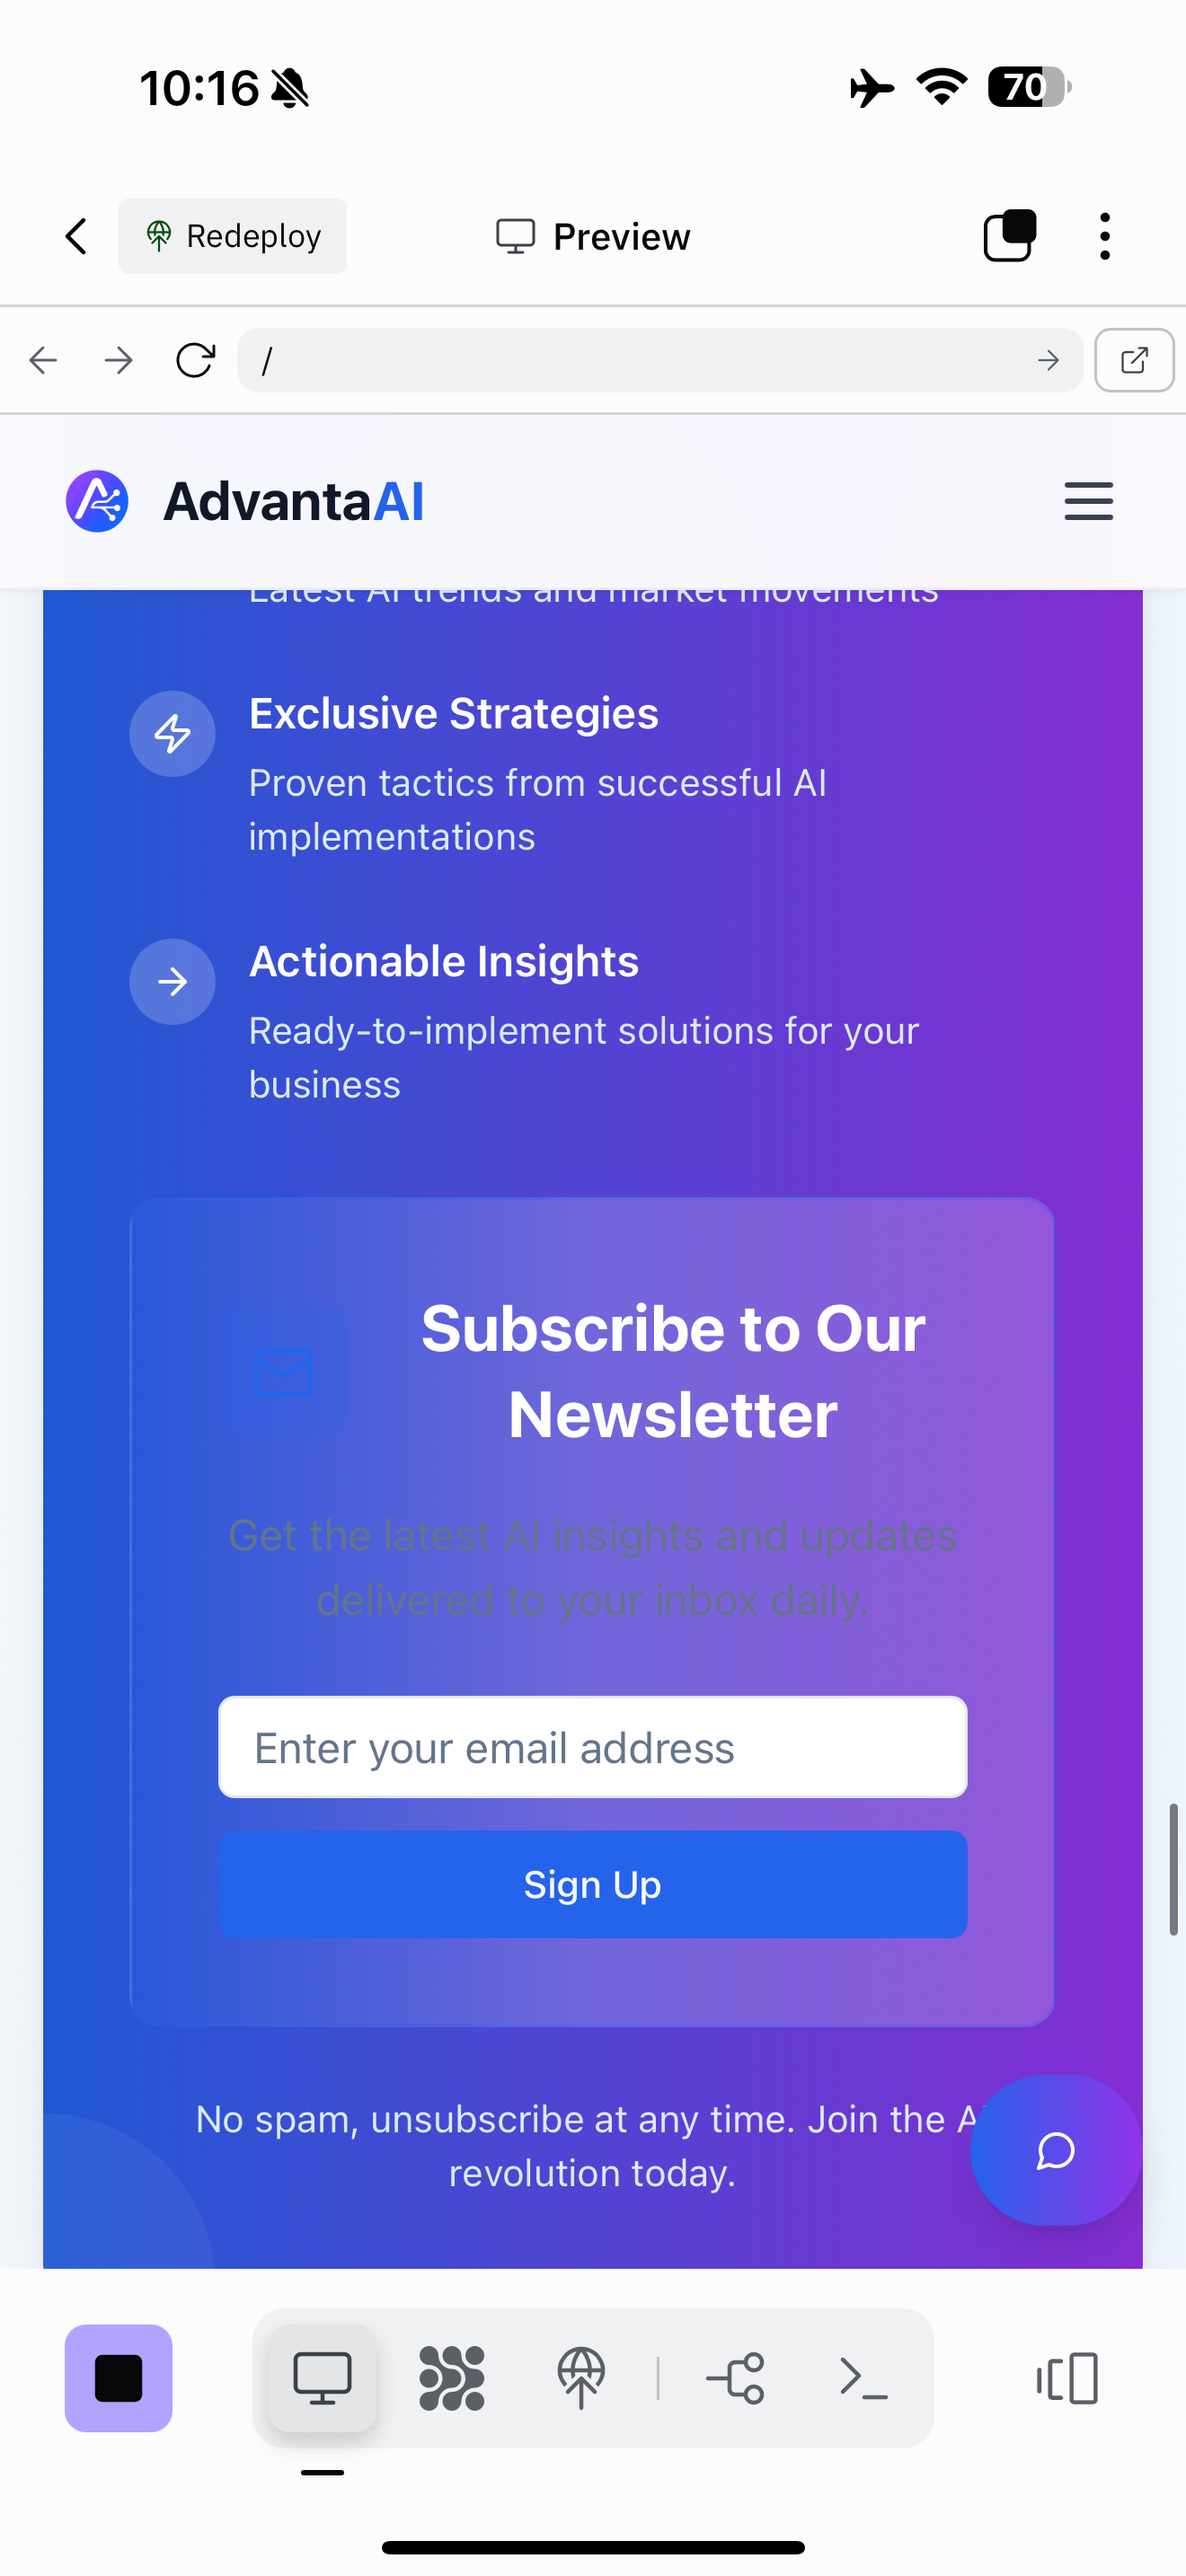 10:16
70
Redeploy
Preview
/
AdvantaAI
Latest AI trends and market movements
Exclusive Strategies
Proven tactics from successful AI
implementations
Actionable Insights
Ready-to-implement solutions for your
business
Subscribe to Our
Newsletter
Get the latest AI insights and updates
delivered to your inbox daily.
Enter your email address
Sign Up
No spam, unsubscribe at any time. Join the
revolution today.